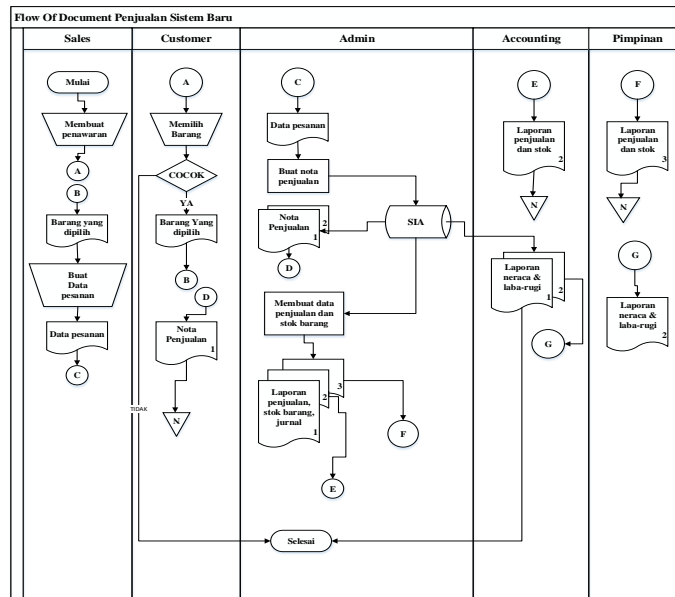 Flow Of Document Penjualan Sistem Baru
Sales
Customer
Admin
Accounting
Pimpinan
Mulai
Membuat
penawaran
A
B
Barang yang
dipilih
Buat
Data
pesanan
Data pesanan
C
A
Memilih
Barang
COCOK
YA
TIDAK
Barang Yang
dipilih
B
D
Nota
Penjualan
1
N
C
Data pesanan
Buat nota
penjualan
SIA
2
Nota
Penjualan
1
D
Membuat data
penjualan dan
stok barang
3
2
Laporan
penjualan,
stok barang,
jurnal
1
F
E
Selesai
E
Laporan
penjualan
dan stok
2
N
Laporan
neraca &
laba-rugi
2
1
G
F
Laporan
penjualan
dan stok
3
N
G
Laporan
neraca &
laba-rugi
2